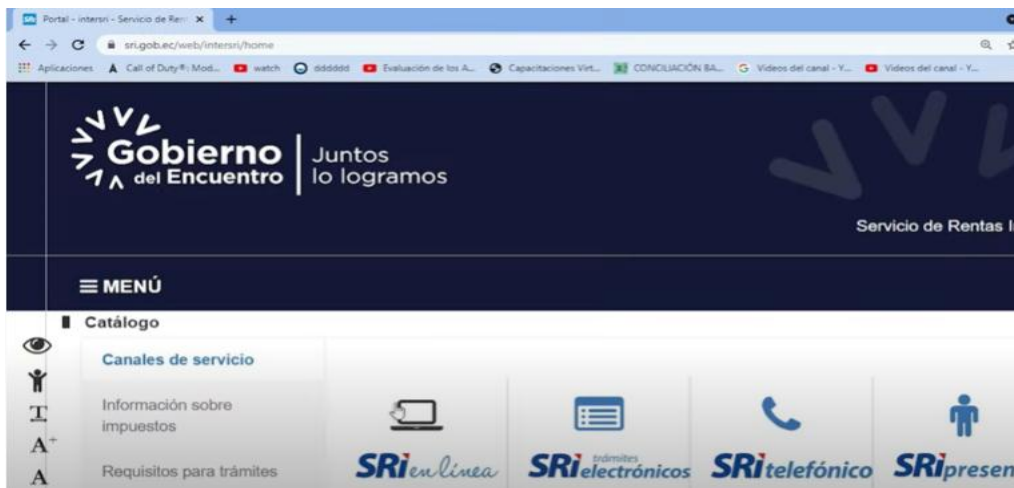 Portal - intersri - Servicio de Ren
sri.gob.ec/web/intersri/home
Aplicaciones
Call of Duty®: Mod...
watch
dddddd
Evaluación de los A...
Capacitaciones Virt...
CONCILIACIÓN BA...
Videos del canal - Y...
Videos del canal - Y...
Gobierno
del Encuentro
Juntos
lo logramos
Servicio de Rentas I
MENÚ
Catálogo
Canales de servicio
Información sobre
impuestos
Requisitos para trámites
SRi en línea
SRi trámites electrónicos
SRi telefónico
SRi presen
T
A+
A